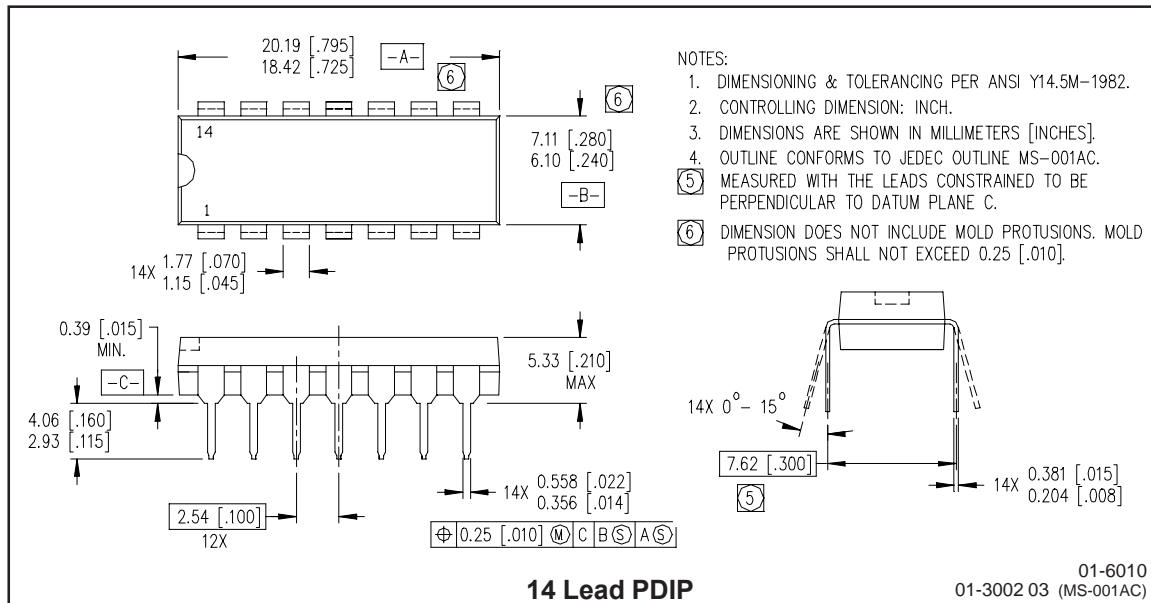 20.19 [.795]
18.42 [.725]
-A-
6
6
14
1
7.11 [.280]
6.10 [.240]
-B-
14X 1.77 [.070]
1.15 [.045]
NOTES:
1. DIMENSIONING & TOLERANCING PER ANSI Y14.5M-1982.
2. CONTROLLING DIMENSION: INCH.
3. DIMENSIONS ARE SHOWN IN MILLIMETERS [INCHES].
4. OUTLINE CONFORMS TO JEDEC OUTLINE MS-001AC.
5 MEASURED WITH THE LEADS CONSTRAINED TO BE
PERPENDICULAR TO DATUM PLANE C.
6 DIMENSION DOES NOT INCLUDE MOLD PROTUSIONS. MOLD
PROTUSIONS SHALL NOT EXCEED 0.25 [.010].
0.39 [.015]
MIN.
-C-
4.06 [.160]
2.93 [.115]
5.33 [.210]
MAX
2.54 [.100]
12X
14X 0.558 [.022]
0.356 [.014]
⌖ 0.25 [.010] Ⓜ C B Ⓢ A Ⓢ
14X 0°- 15°
7.62 [.300]
5
14X 0.381 [.015]
0.204 [.008]
14 Lead PDIP
01-6010
01-3002 03 (MS-001AC)